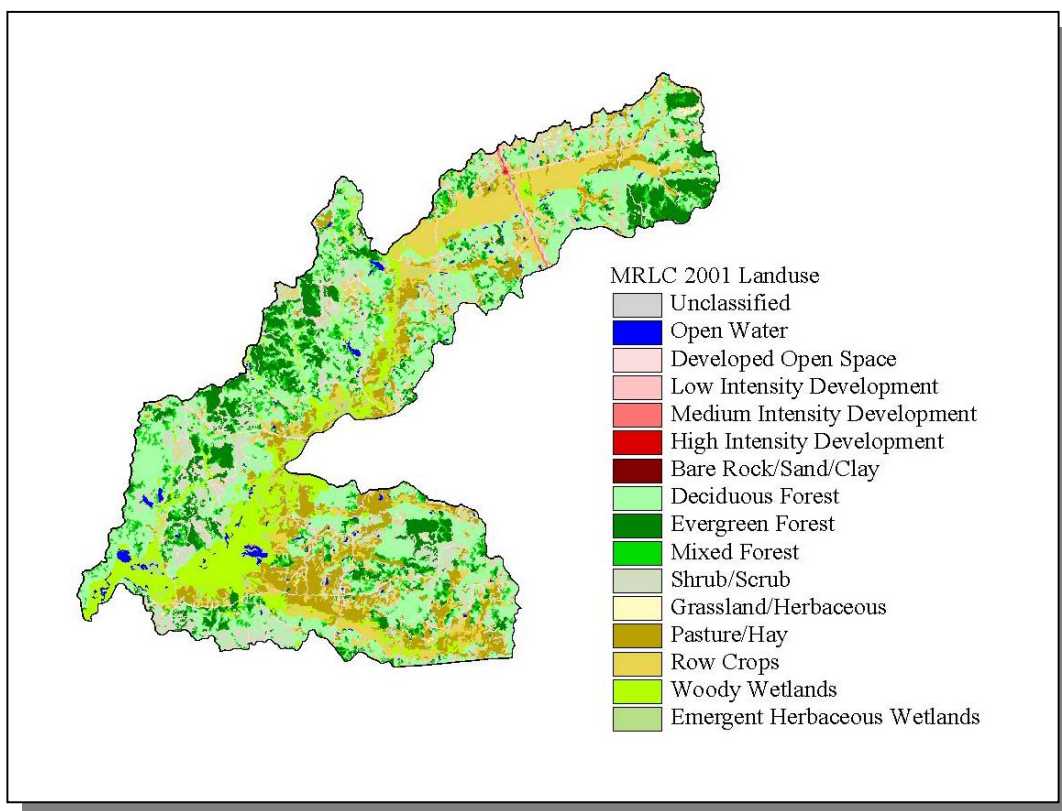 MRLC 2001 Landuse
Unclassified
Open Water
Developed Open Space
Low Intensity Development
Medium Intensity Development
High Intensity Development
Bare Rock/Sand/Clay
Deciduous Forest
Evergreen Forest
Mixed Forest
Shrub/Scrub
Grassland/Herbaceous
Pasture/Hay
Row Crops
Woody Wetlands
Emergent Herbaceous Wetlands